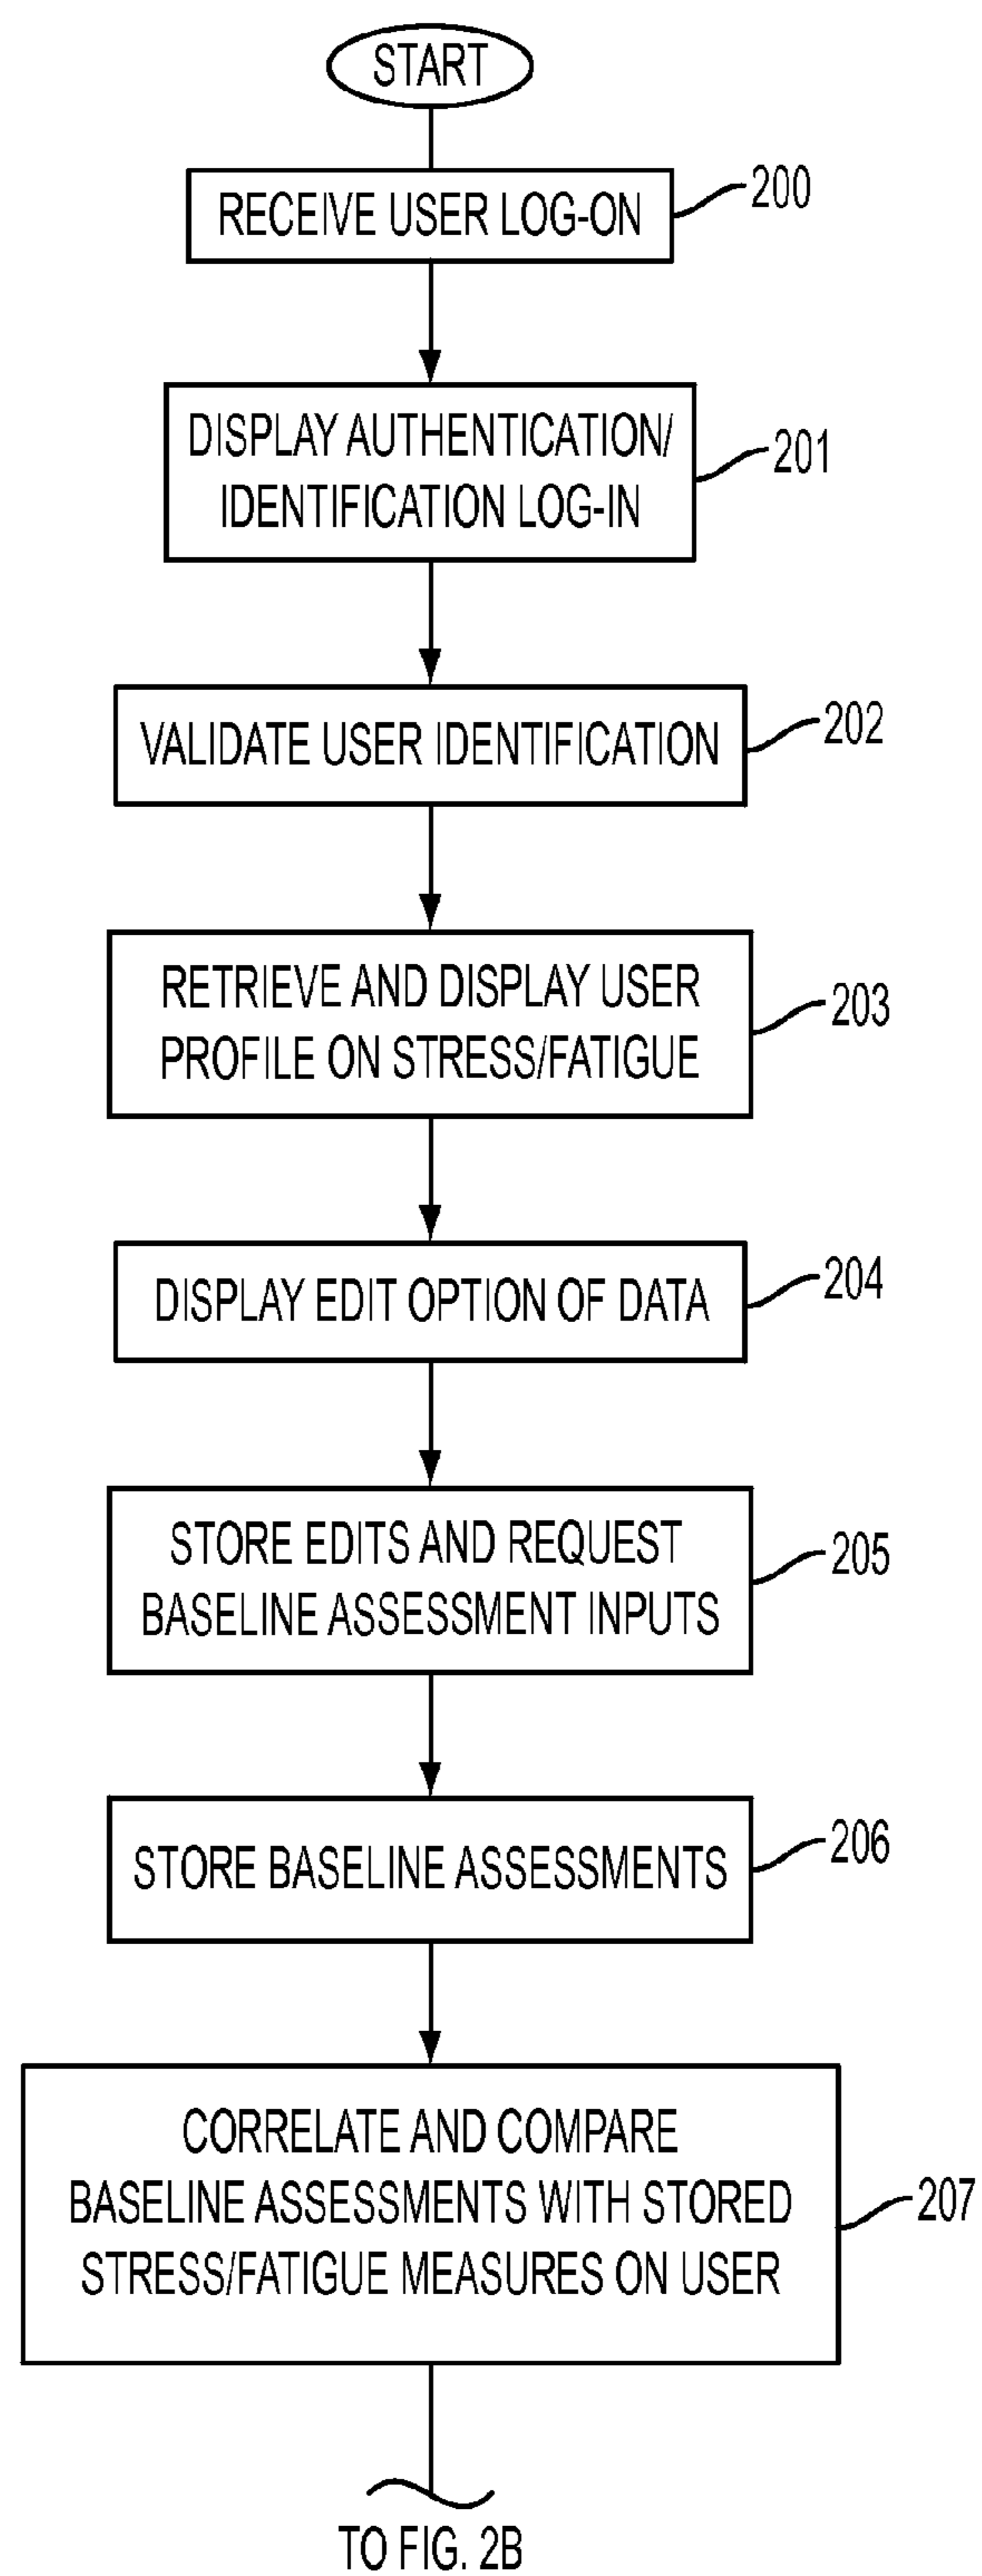 START
RECEIVE USER LOG-ON
200
DISPLAY AUTHENTICATION/
IDENTIFICATION LOG-IN
201
VALIDATE USER IDENTIFICATION
202
RETRIEVE AND DISPLAY USER
PROFILE ON STRESS/FATIGUE
203
DISPLAY EDIT OPTION OF DATA
204
STORE EDITS AND REQUEST
BASELINE ASSESSMENT INPUTS
205
STORE BASELINE ASSESSMENTS
206
CORRELATE AND COMPARE
BASELINE ASSESSMENTS WITH STORED
STRESS/FATIGUE MEASURES ON USER
207
TO FIG. 2B